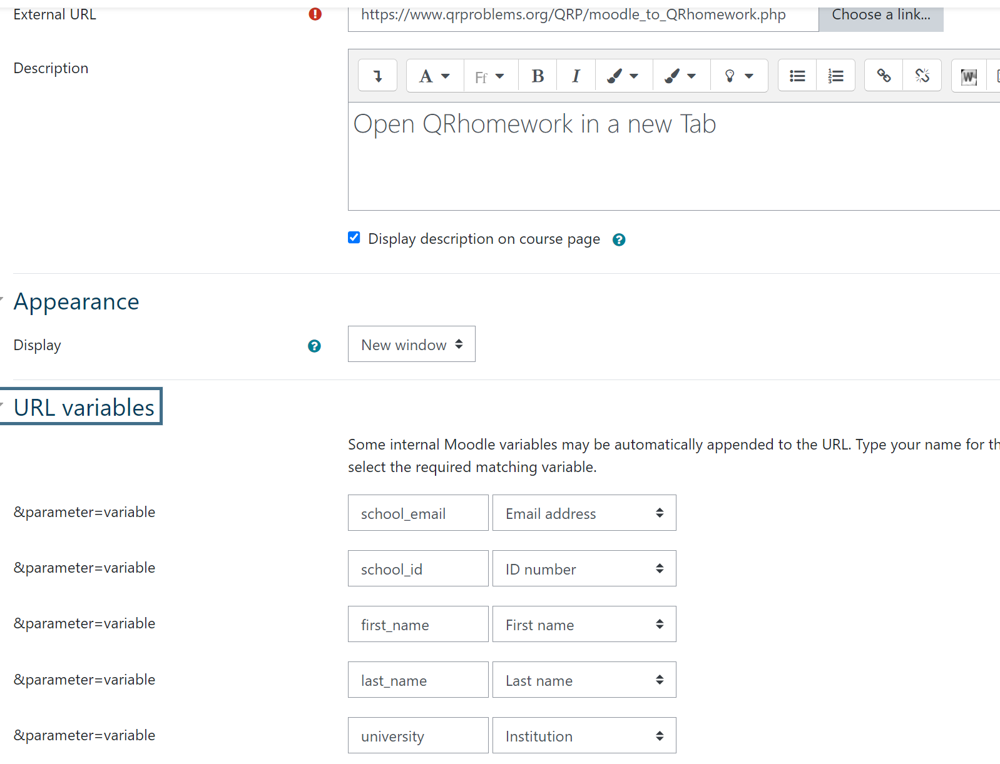 External URL
https://www.qrproblems.org/QRP/moodle_to_QRhomework.php
Choose a link...
Description
A Ff B I
Open QRhomework in a new Tab
Display description on course page
Appearance
Display
New window
URL variables
Some internal Moodle variables may be automatically appended to the URL. Type your name for
select the required matching variable.
&parameter=variable
school_email
Email address
&parameter=variable
school_id
ID number
&parameter=variable
first_name
First name
&parameter=variable
last_name
Last name
&parameter=variable
university
Institution